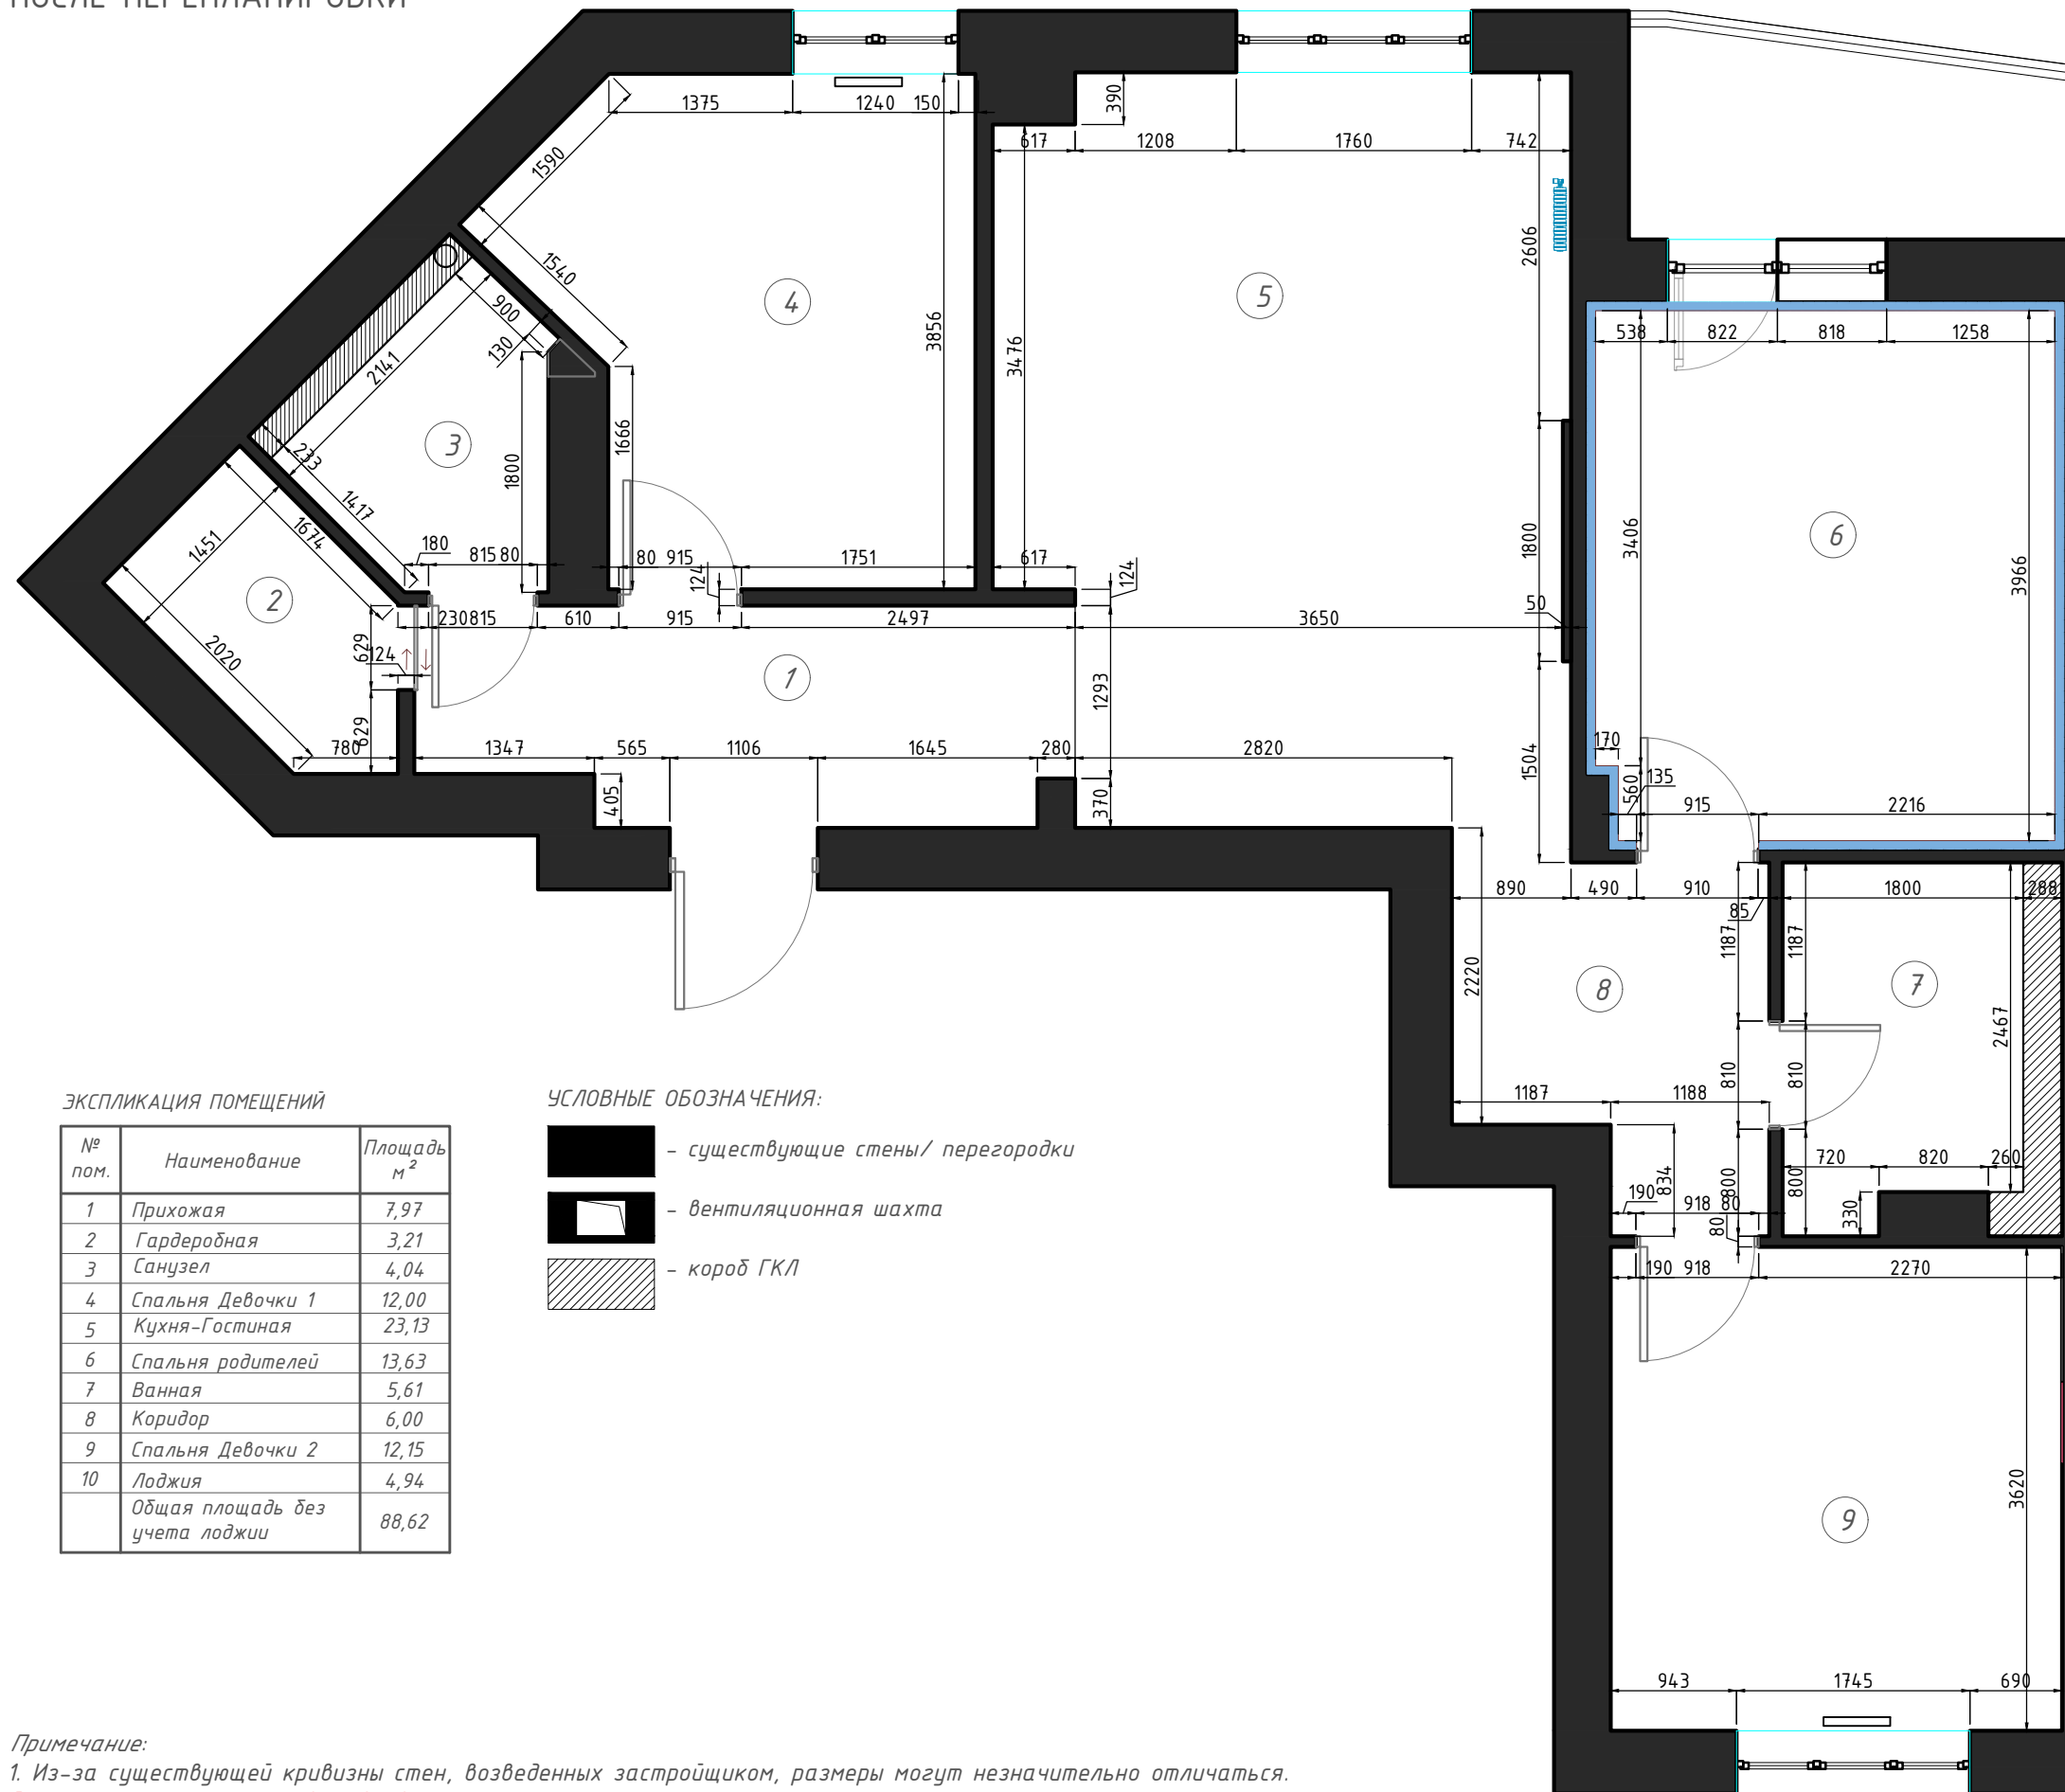 ПОСЛЕ ПЕРЕПЛАНИРОВКИ
1375 1240 150
390
617 1208 1760 742
1590
1540
900
130
2141
3856
3476
2606
538 822 818 1258
4
5
6
3
2
1
233
1417
1800
1666
1674
1451
2020
180 815 80
80 915 1751
124
617
124
1800
3406
3966
50
230 815 610 915 2497 3650
629
124
629
1293
1504
170
560
135
780 1347 565 1106 1645 280 2820
405
370
915 2216
890 490 910 1800 288
85
1187
1187
2220
8
7
2467
810
810
1187 1188
720 820 260
834
800
800
190 918 80
330
80
190 918 2270
3620
9
943 1745 690
ЭКСПЛИКАЦИЯ ПОМЕЩЕНИЙ
№ пом. Наименование Площадь м²
1 Прихожая 7,97
2 Гардеробная 3,21
3 Санузел 4,04
4 Спальня Девочки 1 12,00
5 Кухня-Гостиная 23,13
6 Спальня родителей 13,63
7 Ванная 5,61
8 Коридор 6,00
9 Спальня Девочки 2 12,15
10 Лоджия 4,94
Общая площадь без
учета лоджии 88,62
УСЛОВНЫЕ ОБОЗНАЧЕНИЯ:
- существующие стены/ перегородки
- вентиляционная шахта
- короб ГКЛ
Примечание:
1. Из-за существующей кривизны стен, возведенных застройщиком, размеры могут незначительно отличаться.